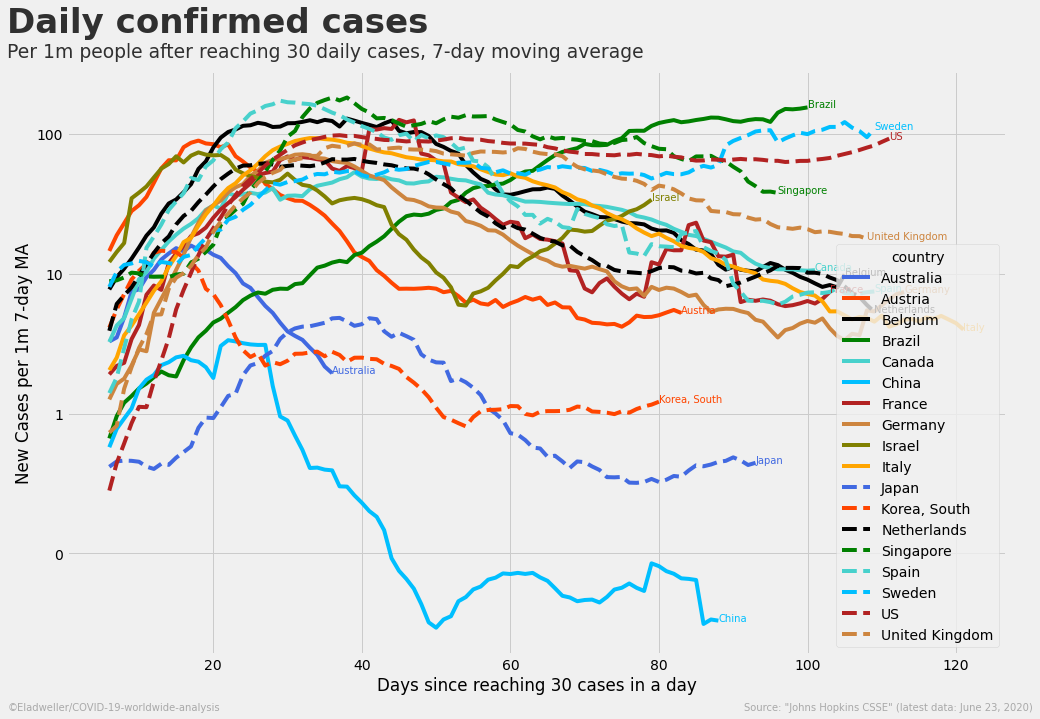 Daily confirmed cases
Per 1m people after reaching 30 daily cases, 7-day moving average
New Cases per 1m 7-day MA
100
10
1
0
20
40
60
80
100
120
Days since reaching 30 cases in a day
Brazil
Sweden
US
Singapore
Israel
United Kingdom
Belgium
Netherlands
Italy
Austria
Australia
Korea, South
Japan
China
country
Australia
Austria
Belgium
Brazil
Canada
China
France
Germany
Israel
Italy
Japan
Korea, South
Netherlands
Singapore
Spain
Sweden
US
United Kingdom
©Eladweller/COVID-19-worldwide-analysis
Source: "Johns Hopkins CSSE" (latest data: June 23, 2020)